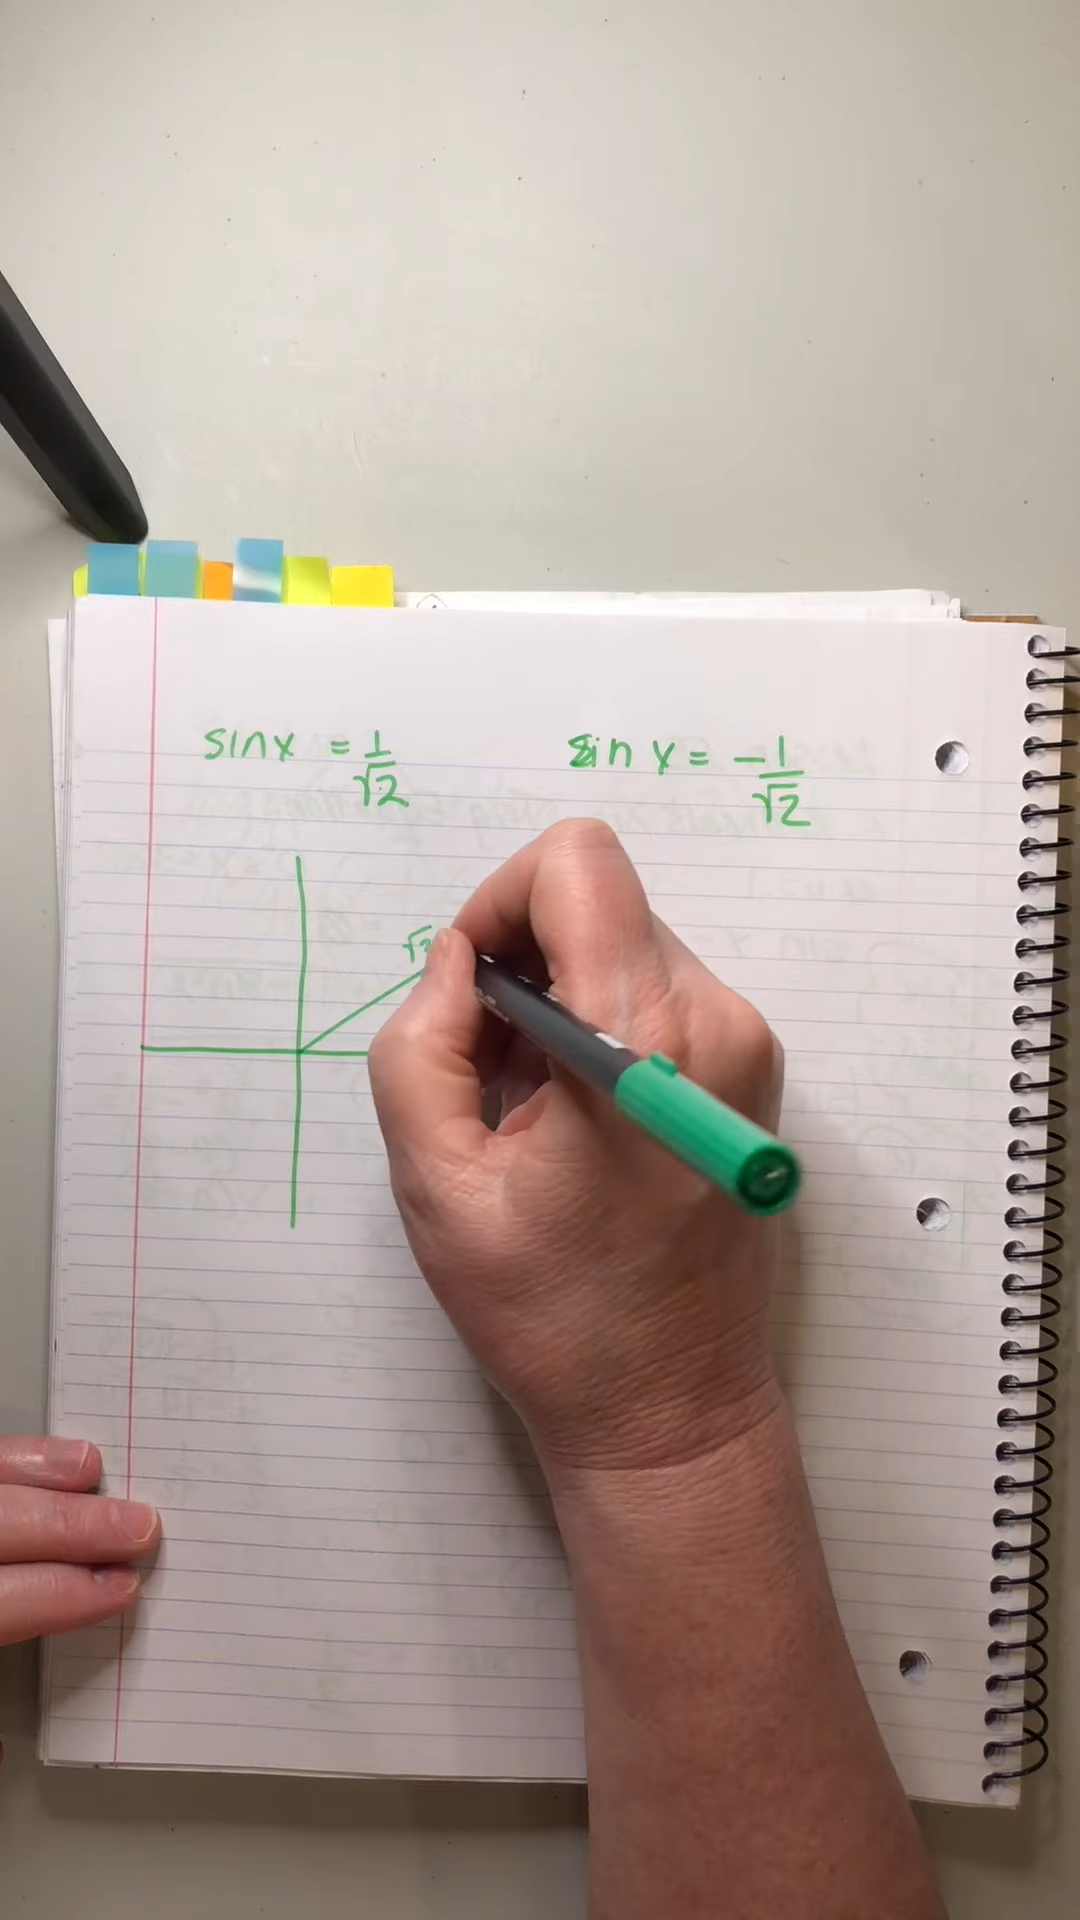 sin x = 1/√2
sin x = -1/√2
√2